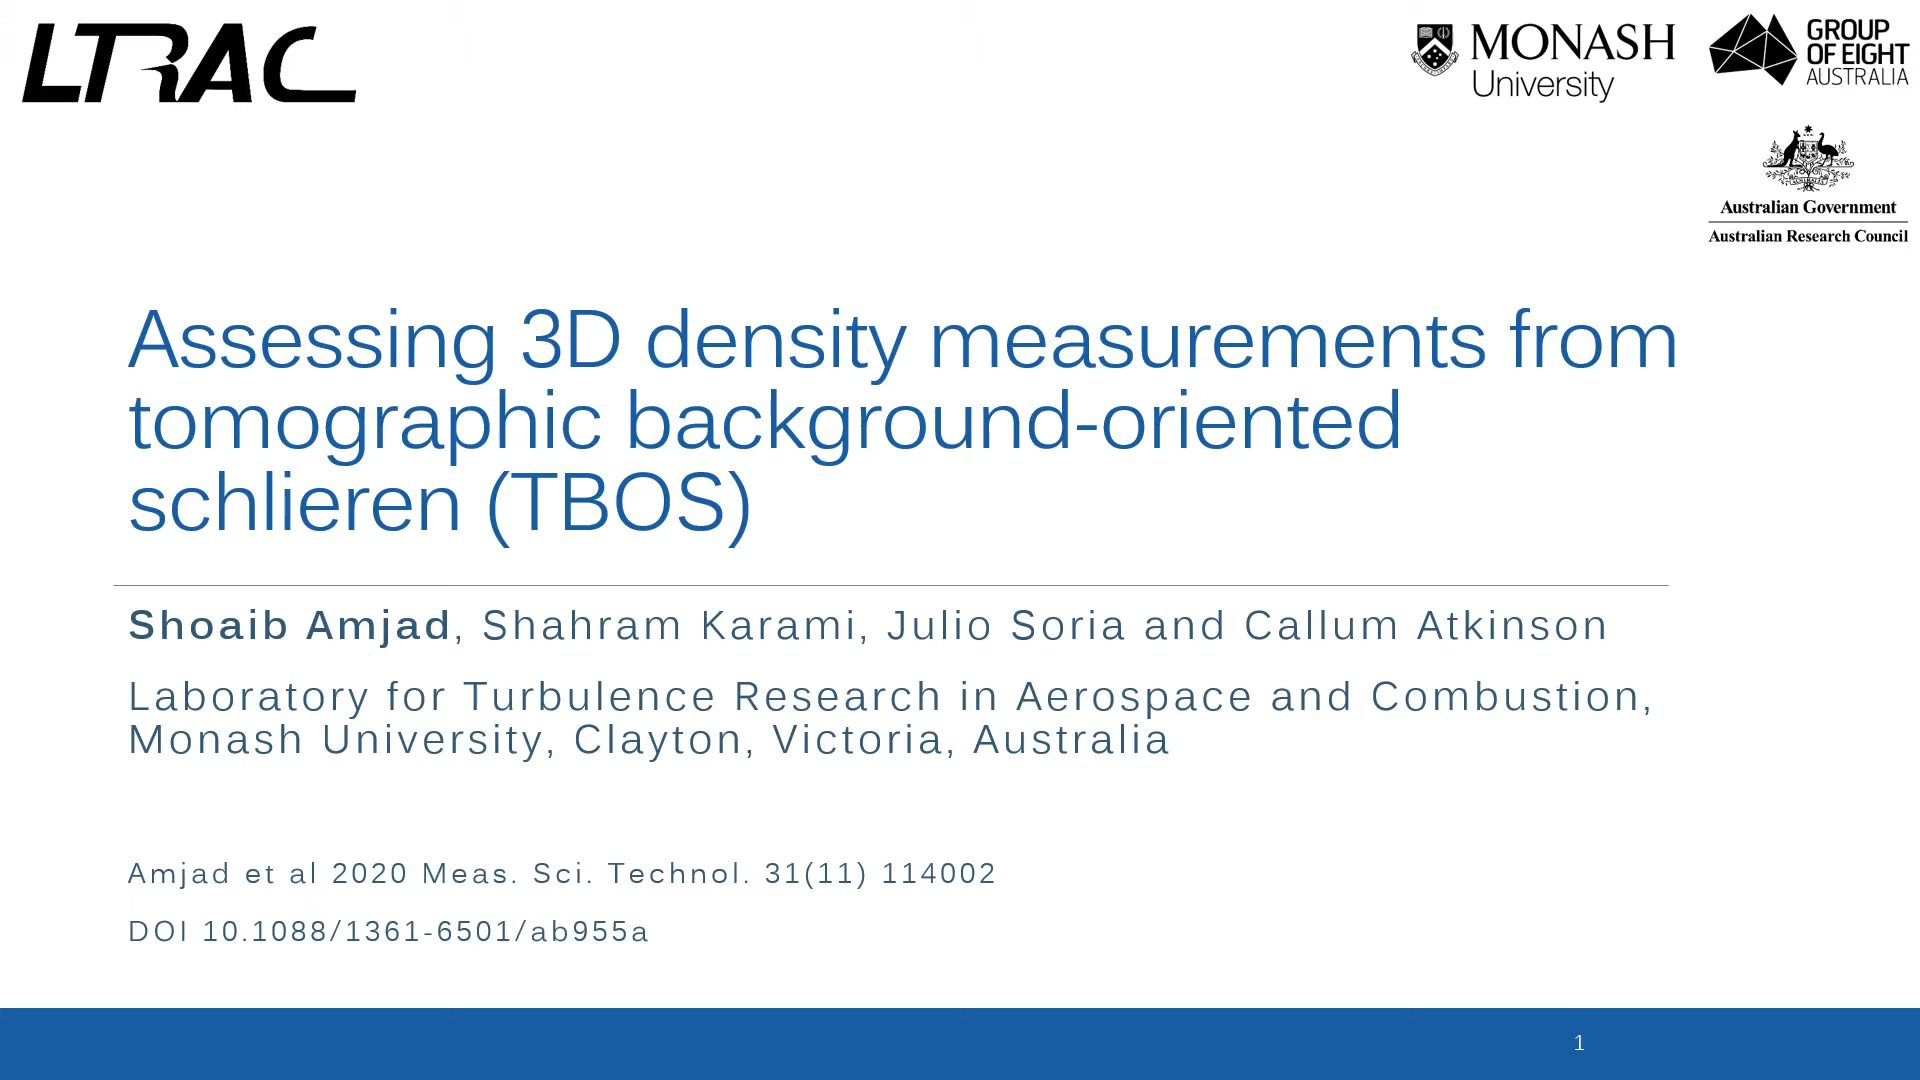 LTRAC
MONASH
University
GROUP
OF EIGHT
AUSTRALIA
Australian Government
Australian Research Council
Assessing 3D density measurements from
tomographic background-oriented
schlieren (TBOS)
Shoaib Amjad, Shahram Karami, Julio Soria and Callum Atkinson
Laboratory for Turbulence Research in Aerospace and Combustion,
Monash University, Clayton, Victoria, Australia
Amjad et al 2020 Meas. Sci. Technol. 31(11) 114002
DOI 10.1088/1361-6501/ab955a
1